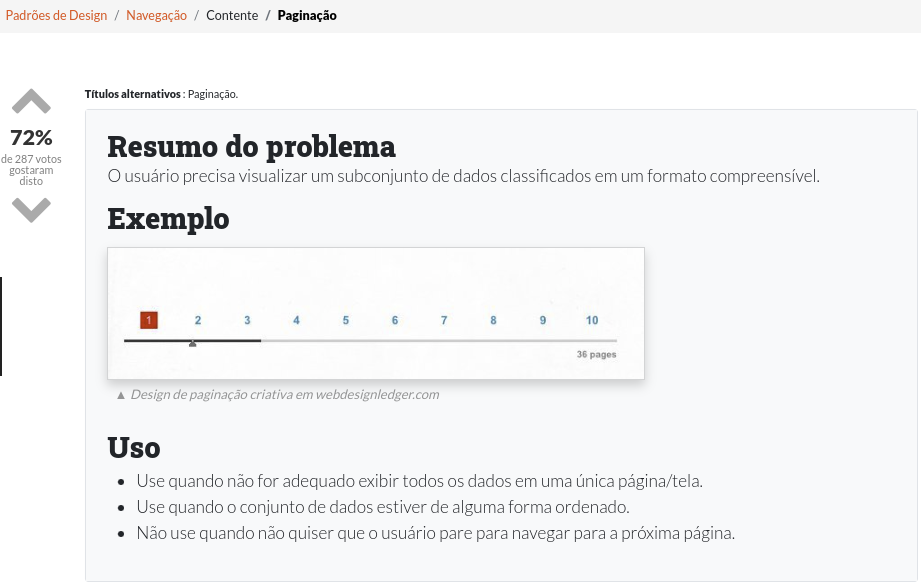 Padrões de Design / Navegação / Contente / Paginação
Títulos alternativos : Paginação.
72%
de 287 votos
gostaram
disto
Resumo do problema
O usuário precisa visualizar um subconjunto de dados classificados em um formato compreensível.
Exemplo
1 2 3 4 5 6 7 8 9 10
36 pages
▲ Design de paginação criativa em webdesignledger.com
Uso
• Use quando não for adequado exibir todos os dados em uma única página/tela.
• Use quando o conjunto de dados estiver de alguma forma ordenado.
• Não use quando não quiser que o usuário pare para navegar para a próxima página.